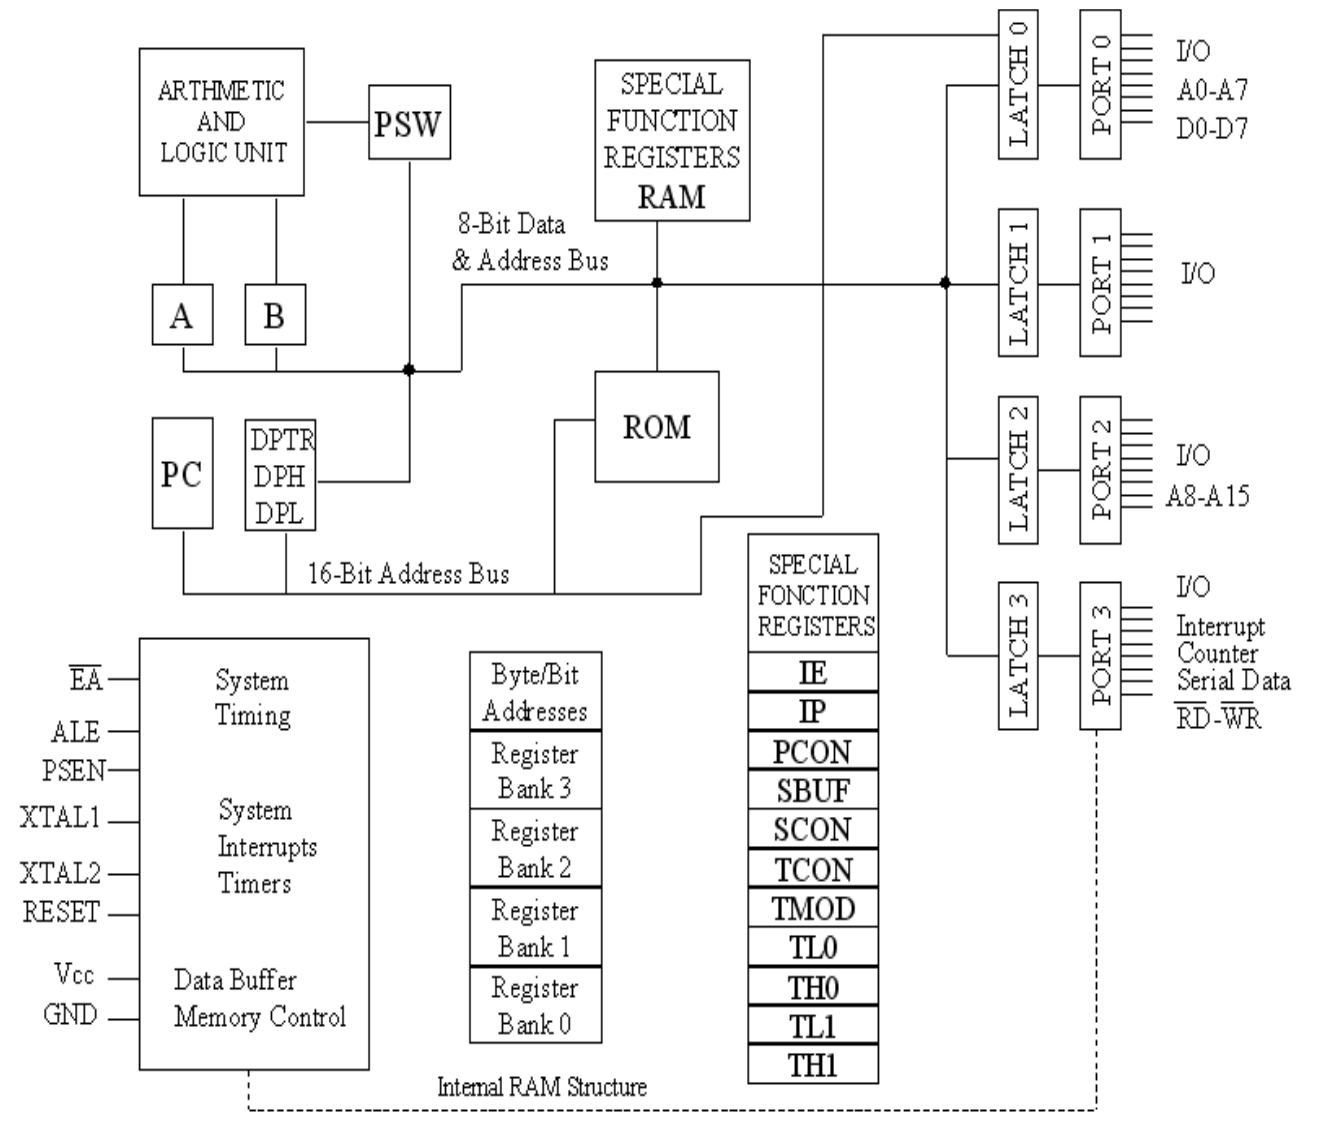 ARTHMETIC
AND
LOGIC UNIT
PSW
SPECIAL
FUNCTION
REGISTERS
RAM
8-Bit Data
& Address Bus
A
B
PC
DPTR
DPH
DPL
ROM
16-Bit Address Bus
LATCH 0
PORT 0
I/O
A0-A7
D0-D7
LATCH 1
PORT 1
I/O
LATCH 2
PORT 2
I/O
A8-A15
LATCH 3
PORT 3
I/O
Interrupt
Counter
Serial Data
R̅D̅-W̅R̅
E̅A̅
ALE
PSEN
XTAL1
XTAL2
RESET
Vcc
GND
System
Timing
System
Interrupts
Timers
Data Buffer
Memory Control
Byte/Bit
Addresses
Register
Bank 3
Register
Bank 2
Register
Bank 1
Register
Bank 0
Internal RAM Structure
SPECIAL
FONCTION
REGISTERS
IE
IP
PCON
SBUF
SCON
TCON
TMOD
TL0
TH0
TL1
TH1